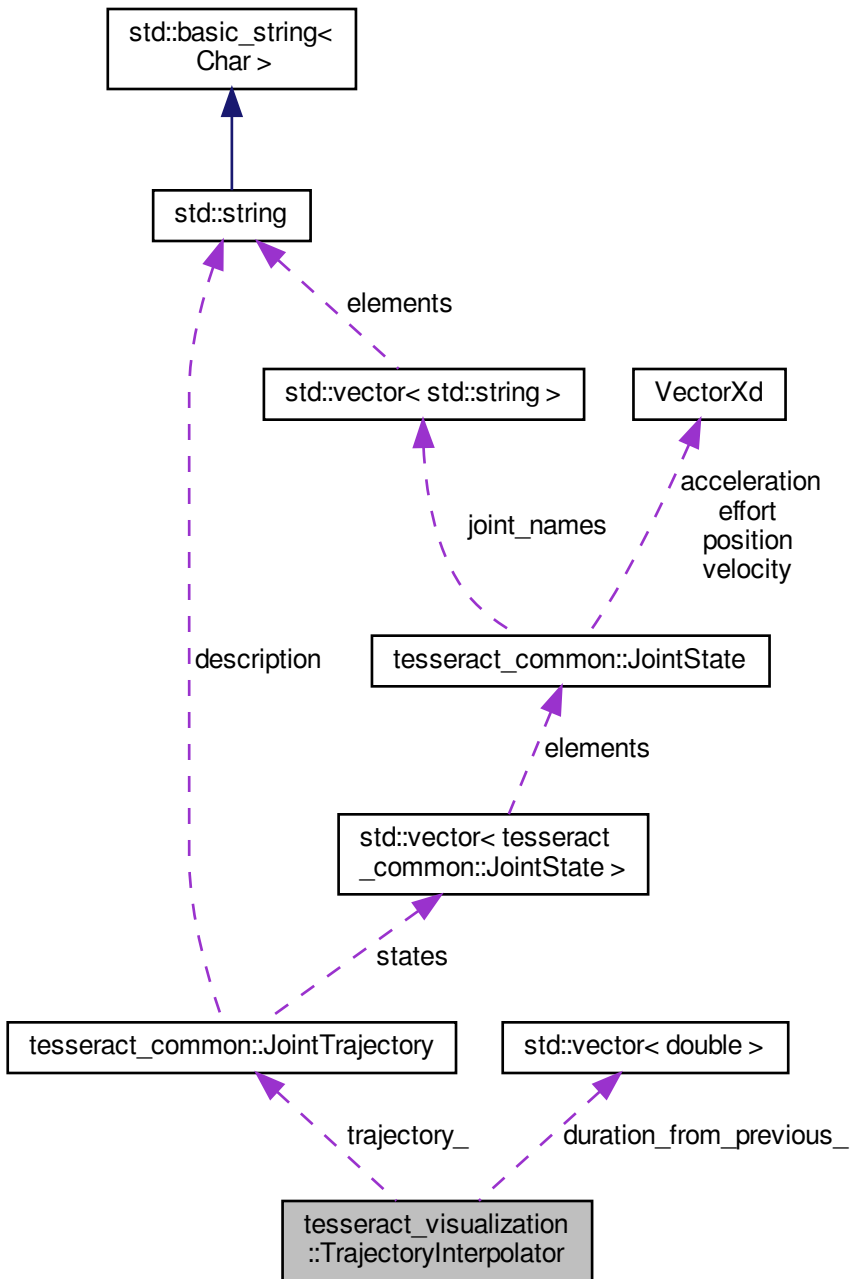 std::basic_string<
Char >
std::string
elements
std::vector< std::string >
VectorXd
acceleration
effort
position
velocity
joint_names
tesseract_common::JointState
description
elements
std::vector< tesseract
_common::JointState >
states
tesseract_common::JointTrajectory
std::vector< double >
trajectory_
duration_from_previous_
tesseract_visualization
::TrajectoryInterpolator